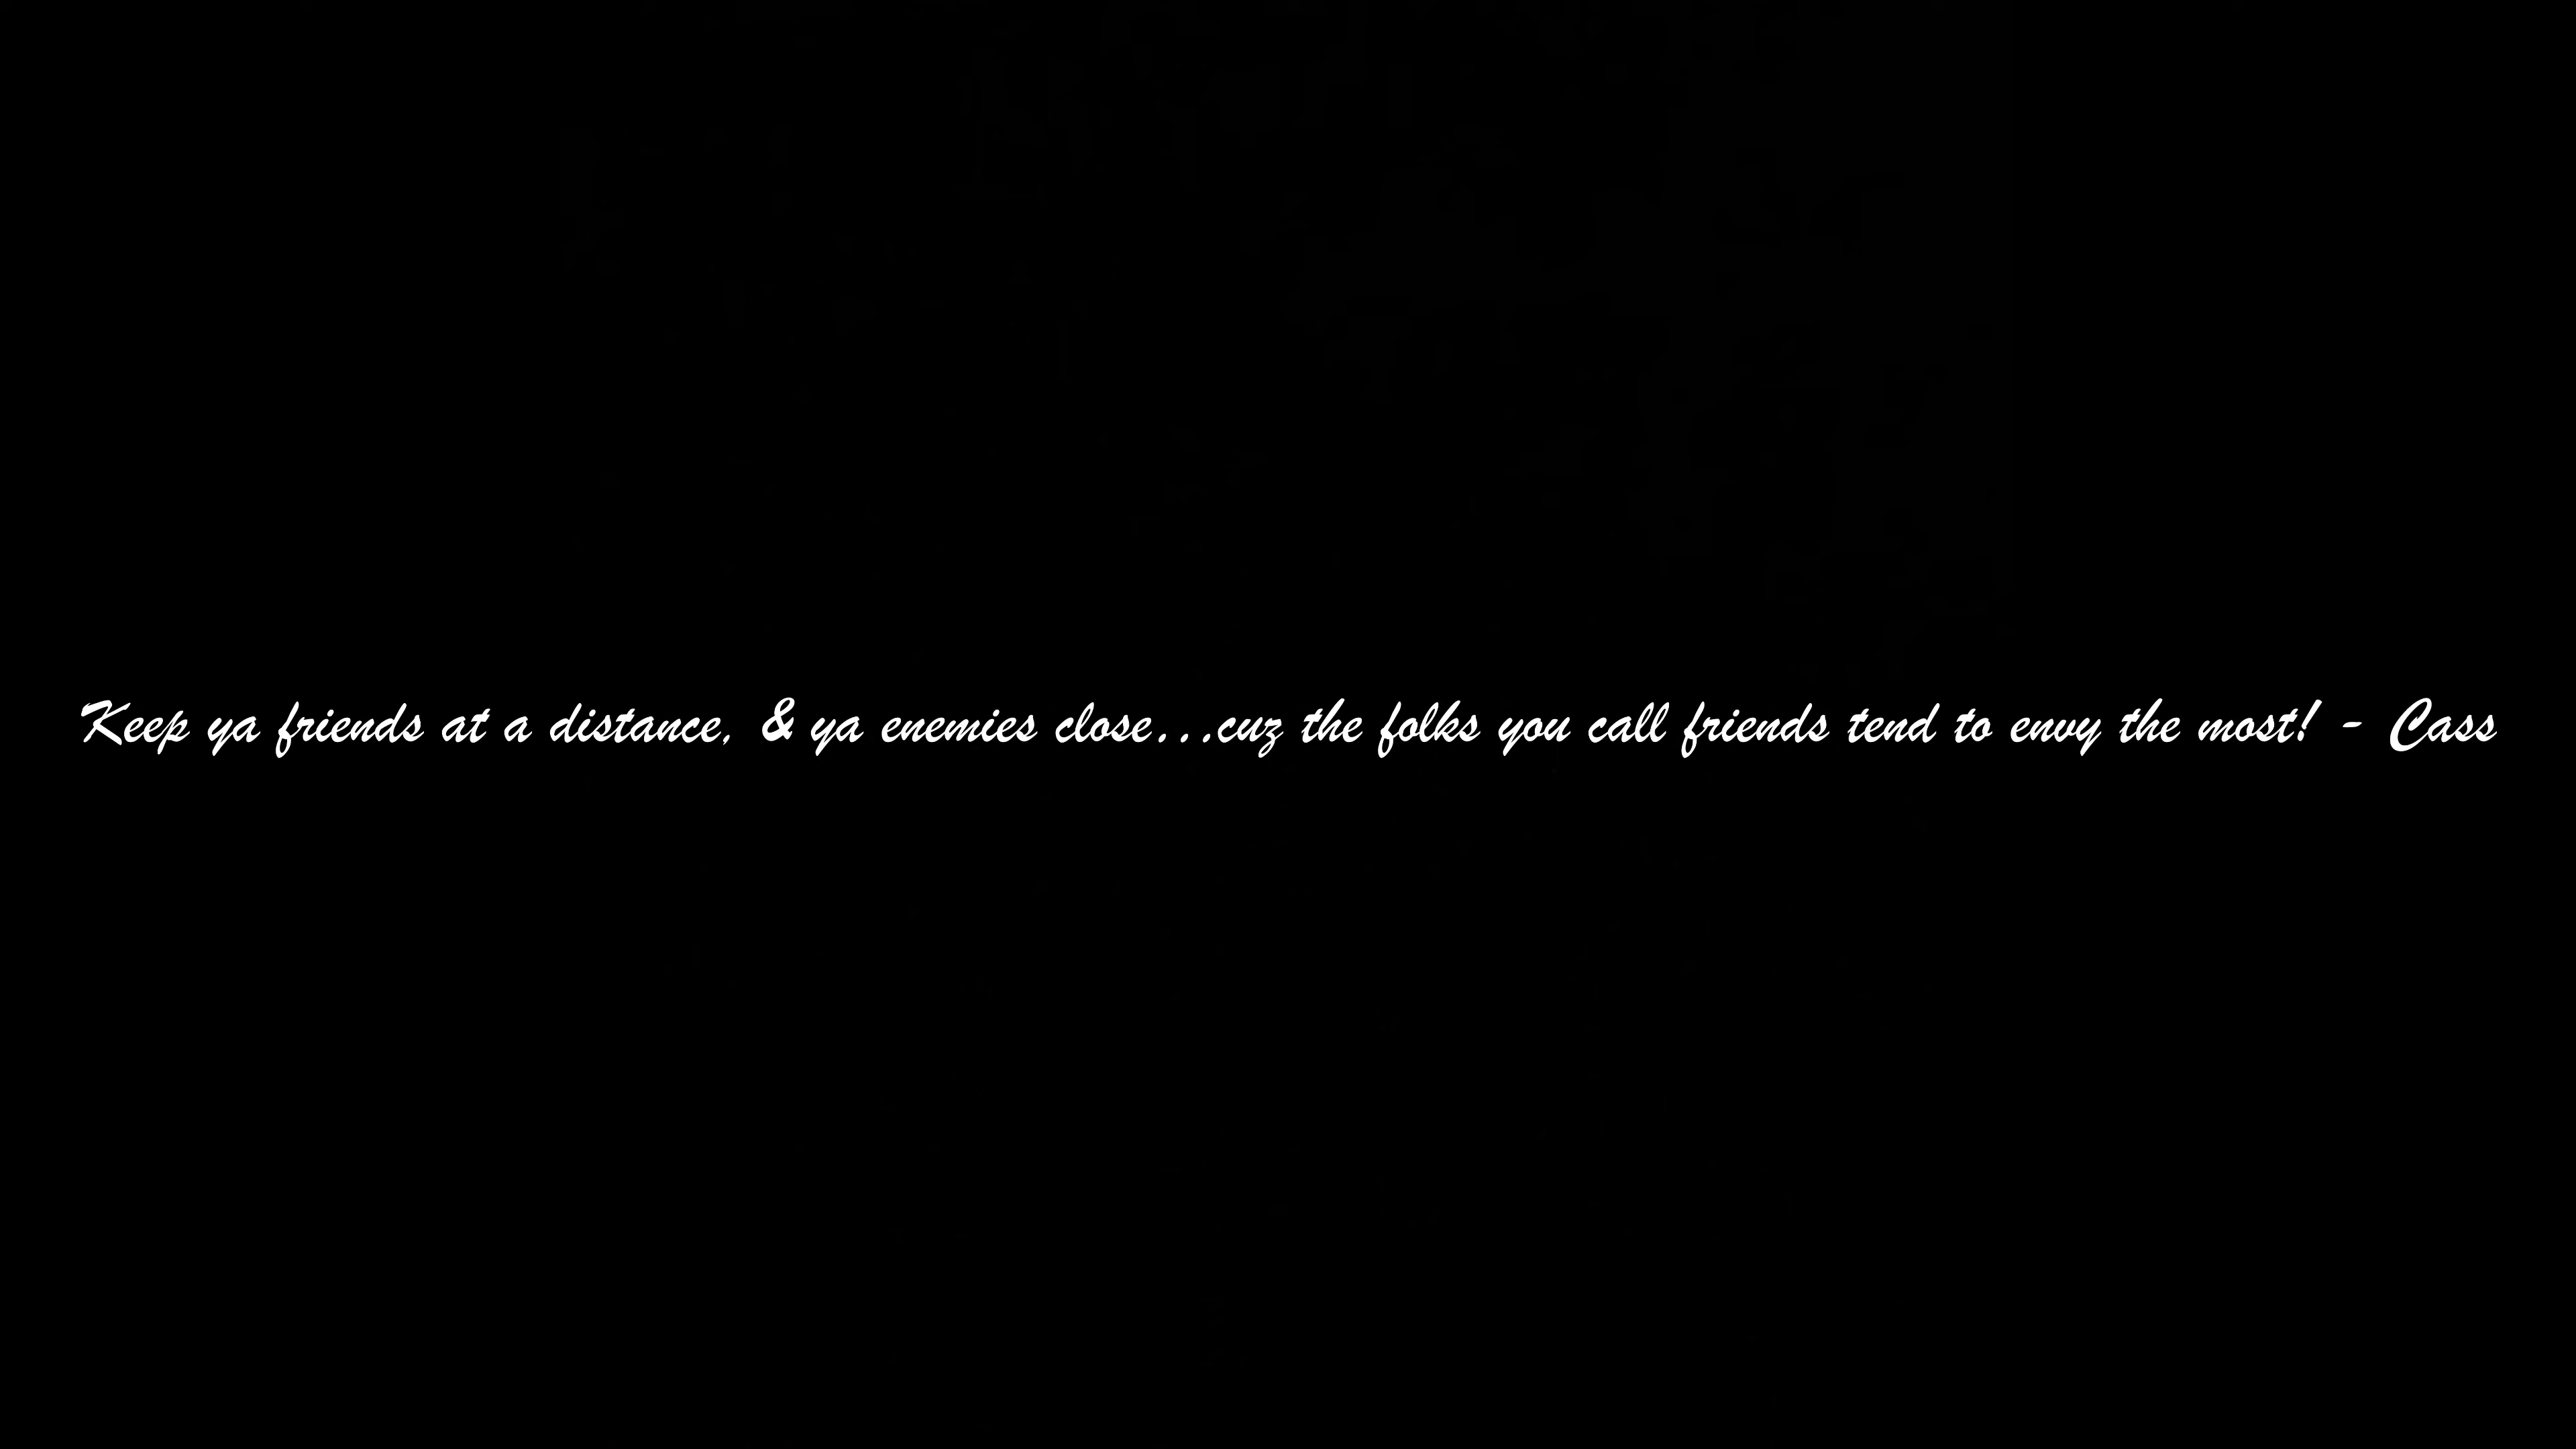 Keep ya friends at a distance, & ya enemies close...cuz the folks you call friends tend to envy the most! - Cass